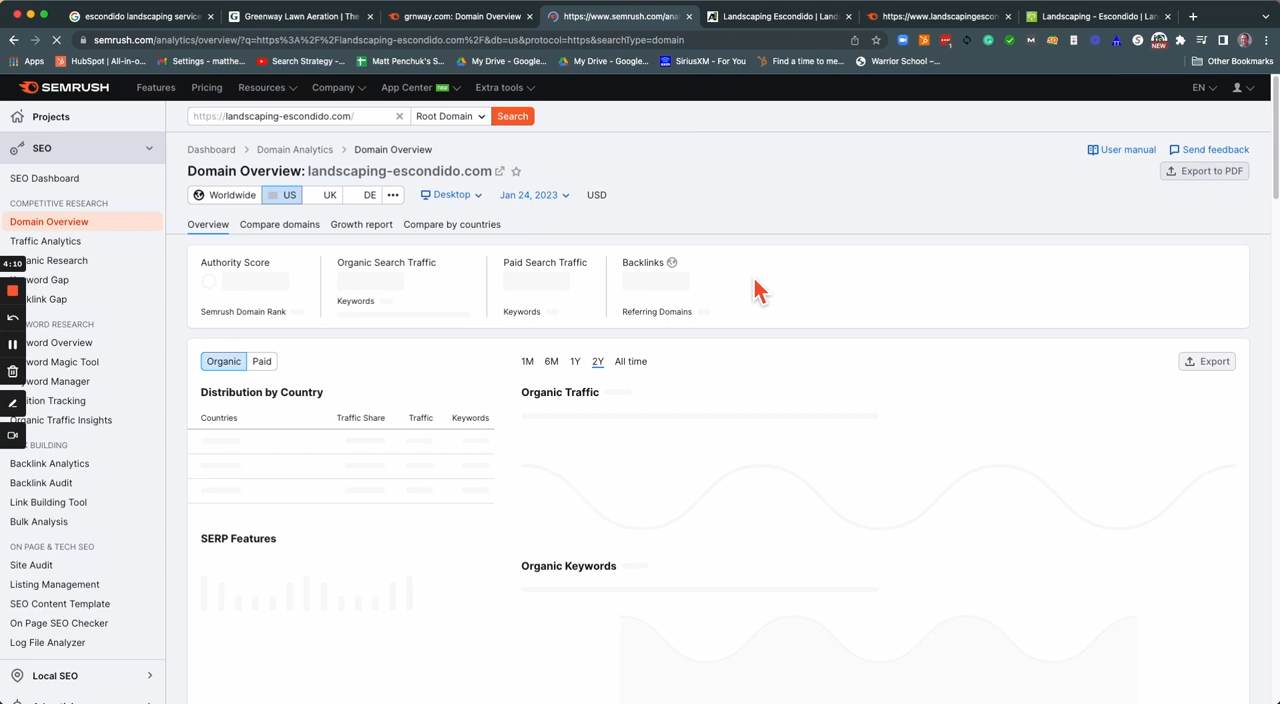 escondido landscaping service
Greenway Lawn Aeration | The
grnway.com: Domain Overview
https://www.semrush.com/ana
Landscaping Escondido | Land
https://www.landscapingescon
Landscaping - Escondido | La
semrush.com/analytics/overview/?q=https%3A%2F%2Flandscaping-escondido.com%2F&db=us&protocol=https&searchType=domain
Apps
HubSpot | All-in-o...
Settings - matthe...
Search Strategy -...
Matt Penchuk's S...
My Drive - Google...
My Drive - Google...
SiriusXM - For You
Find a time to me...
Warrior School –...
Other Bookmarks
SEMRUSH
Features
Pricing
Resources
Company
App Center new
Extra tools
EN
Projects
https://landscaping-escondido.com/
Root Domain
Search
SEO
Dashboard > Domain Analytics > Domain Overview
User manual
Send feedback
Domain Overview: landscaping-escondido.com
Export to PDF
SEO Dashboard
Worldwide US UK DE •••
Desktop
Jan 24, 2023
USD
COMPETITIVE RESEARCH
Domain Overview
Overview
Compare domains
Growth report
Compare by countries
Traffic Analytics
anic Research
4:10
word Gap
klink Gap
WORD RESEARCH
word Overview
word Magic Tool
word Manager
ition Tracking
Organic Traffic Insights
K BUILDING
Backlink Analytics
Backlink Audit
Link Building Tool
Bulk Analysis
ON PAGE & TECH SEO
Site Audit
Listing Management
SEO Content Template
On Page SEO Checker
Log File Analyzer
Local SEO
Authority Score
Organic Search Traffic
Paid Search Traffic
Backlinks
Keywords
Semrush Domain Rank
Keywords
Referring Domains
Organic Paid
1M 6M 1Y 2Y All time
Export
Distribution by Country
Organic Traffic
Countries Traffic Share Traffic Keywords
SERP Features
Organic Keywords